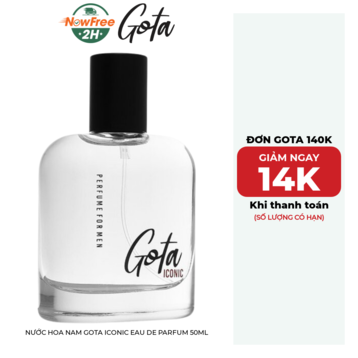 NowFree
2H
Gota
ĐƠN GOTA 140K
GIẢM NGAY
14K
Khi thanh toán
(SỐ LƯỢNG CÓ HẠN)
PERFUME FOR MEN
Gota
ICONIC
NƯỚC HOA NAM GOTA ICONIC EAU DE PARFUM 50ML